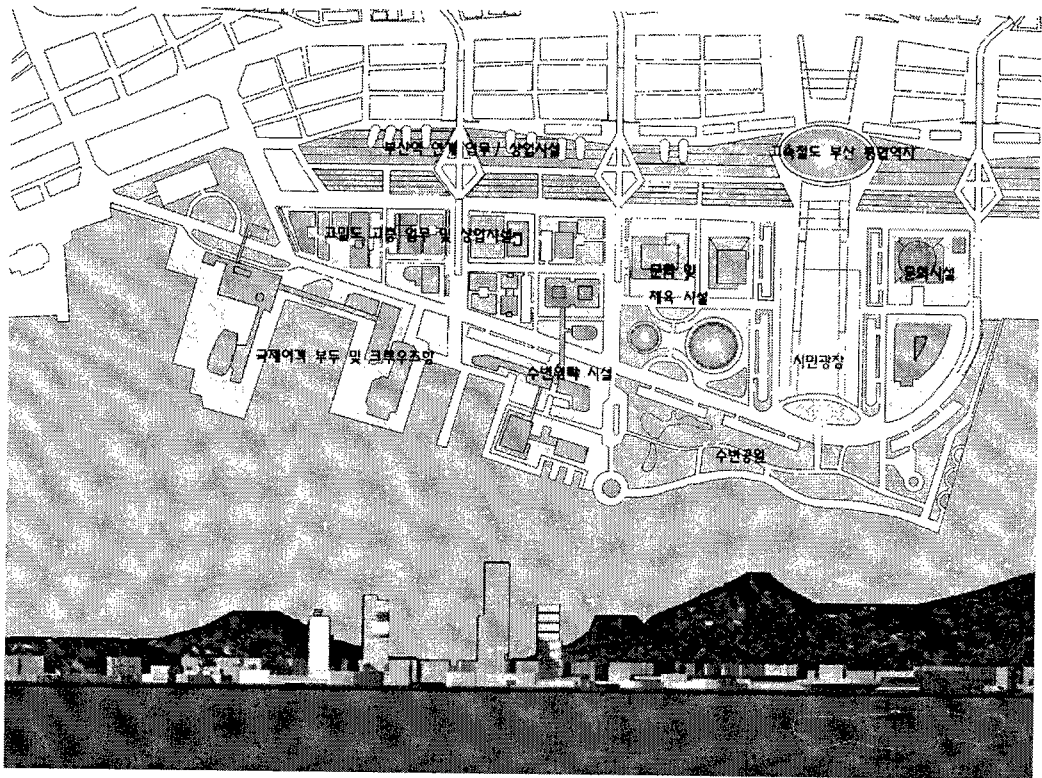 부산역 연계 업무 / 상업시설
고속철도 부산 통합역사
고밀도 고층 업무 및 상업시설
문화 및
체육 시설
문화시설
국제여객 부두 및 크루우즈항
수변위락 시설
시민광장
수변공원